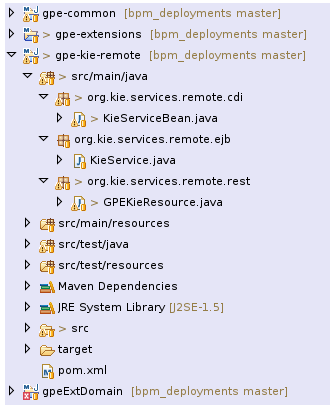 gpe-common [bpm_deployments master]
> gpe-extensions [bpm_deployments master]
> gpe-kie-remote [bpm_deployments master]
> src/main/java
> org.kie.services.remote.cdi
> KieServiceBean.java
org.kie.services.remote.ejb
KieService.java
> org.kie.services.remote.rest
> GPEKieResource.java
src/main/resources
src/test/java
src/test/resources
Maven Dependencies
JRE System Library [J2SE-1.5]
> src
target
pom.xml
gpeExtDomain [bpm_deployments master]